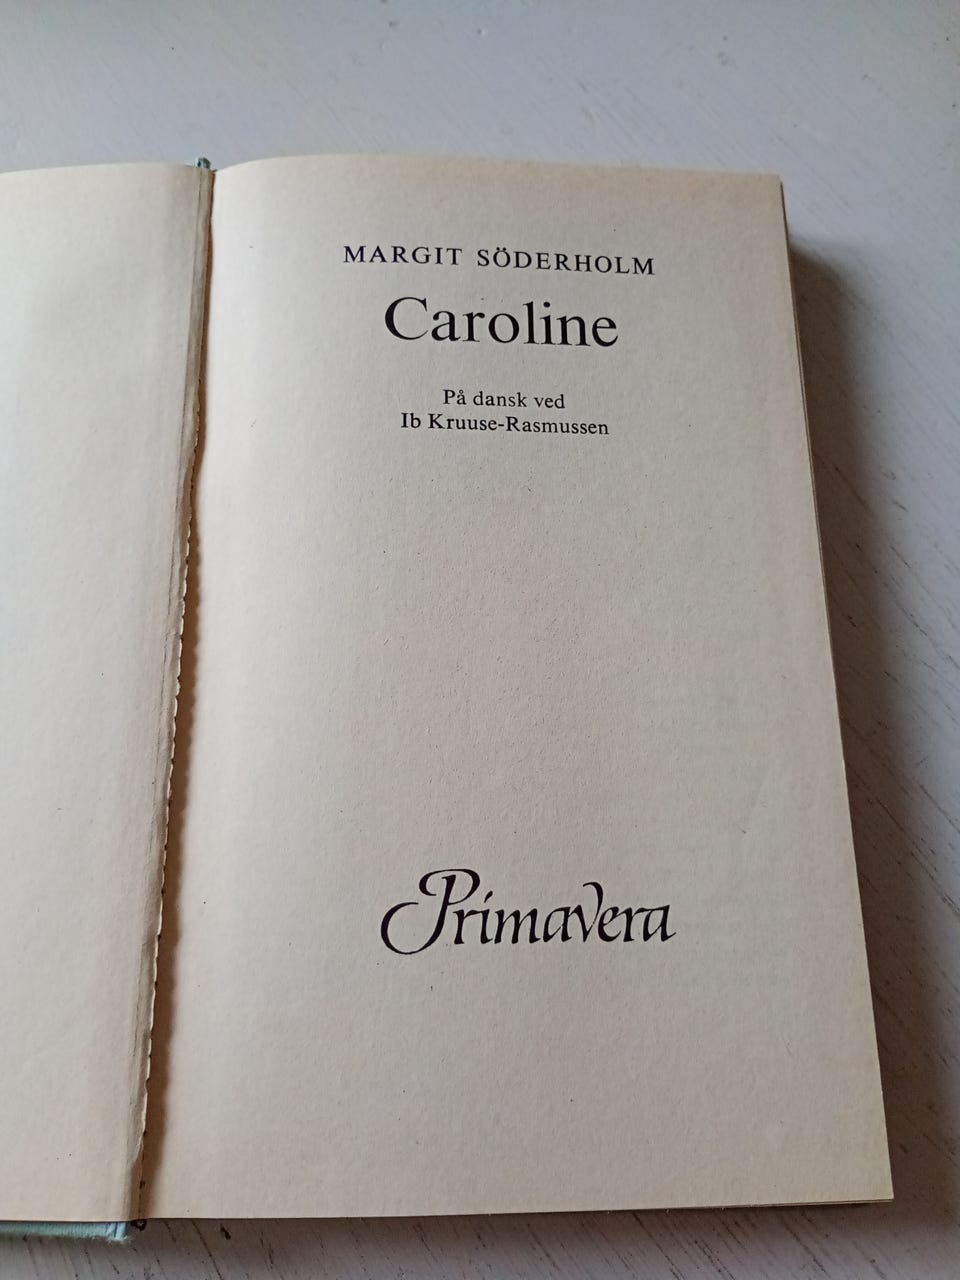 MARGIT SÖDERHOLM
Caroline
På dansk ved
Ib Kruuse-Rasmussen
Primavera